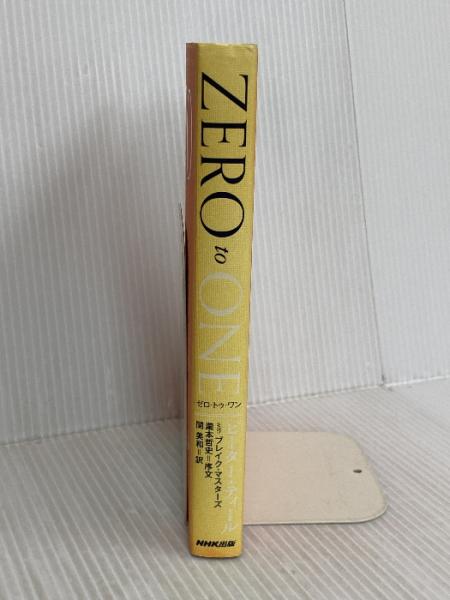 ZERO to ONE
ゼロ・トゥ・ワン
ピーター・ティール
with ブレイク・マスターズ
瀧本哲史=序文
関 美和=訳
NHK出版